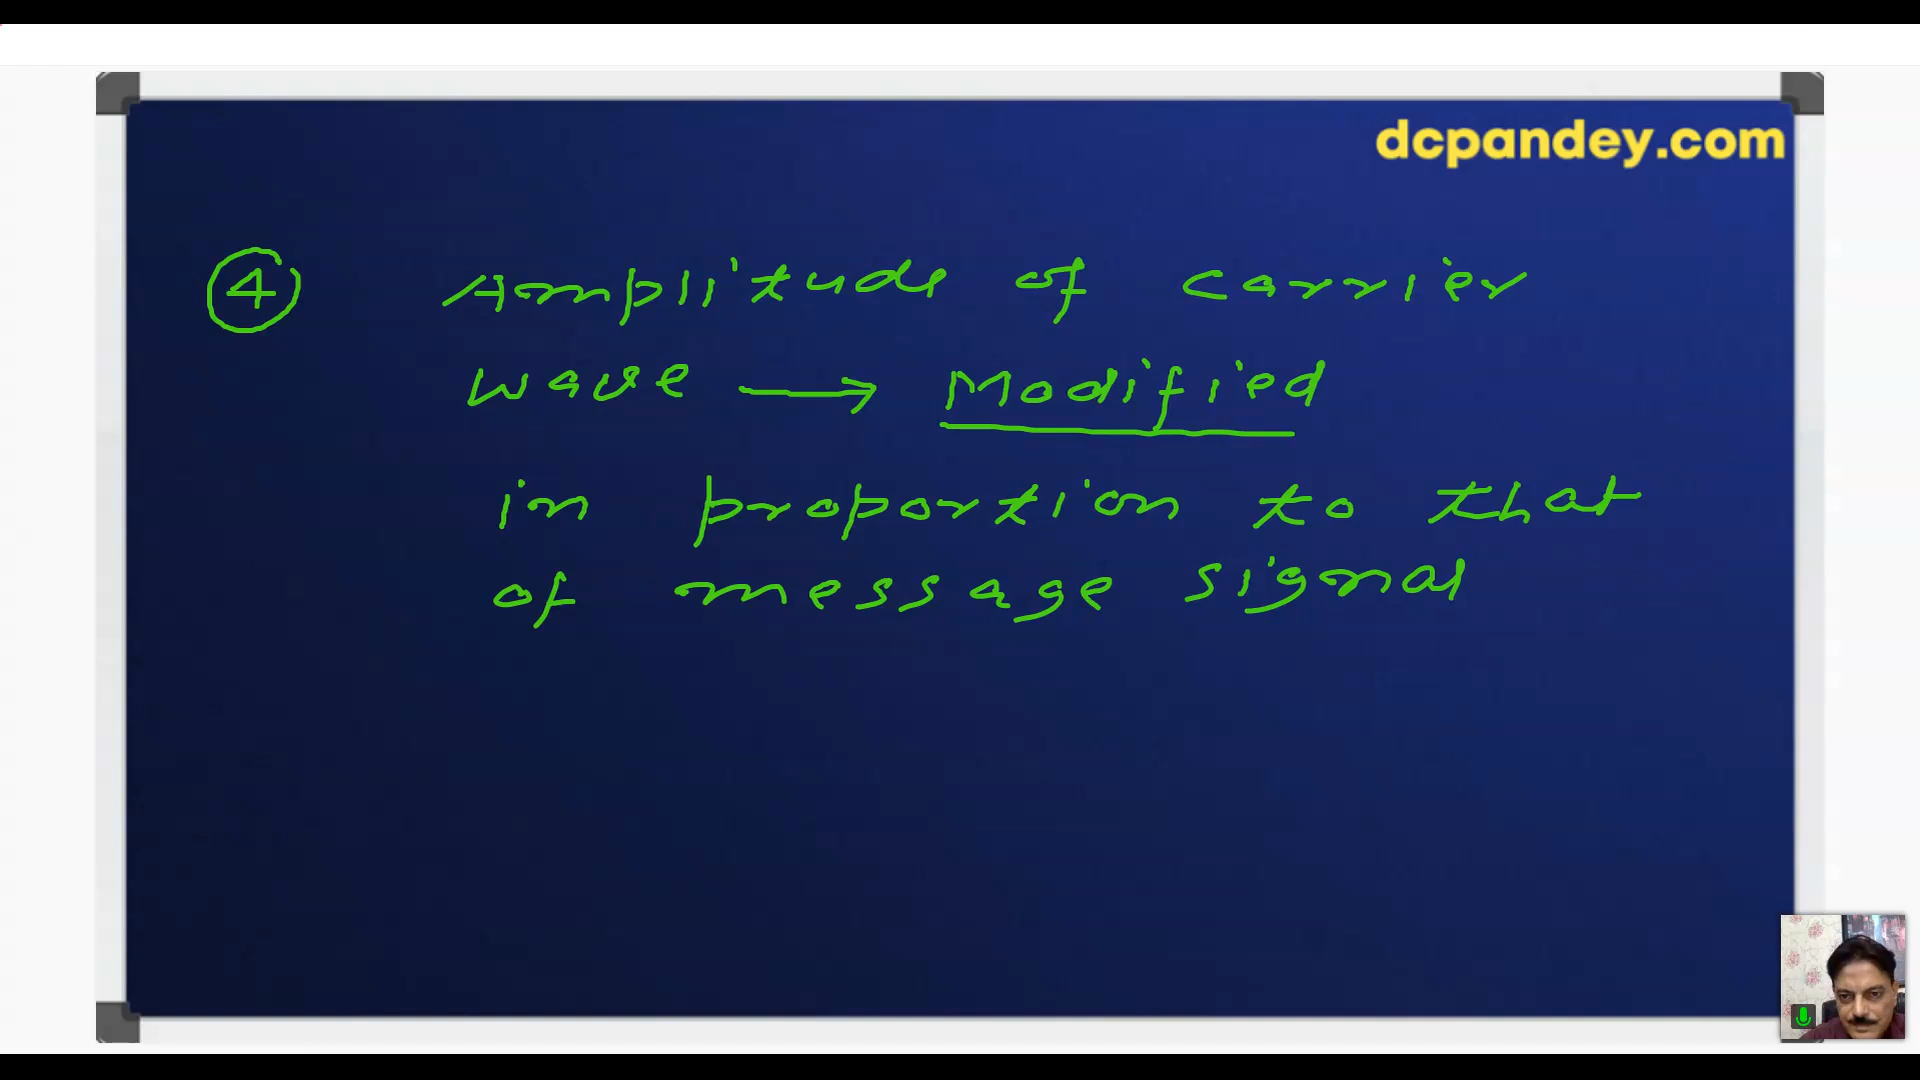 dcpandey.com
④ Amplitude of carrier
wave → Modified
in proportion to that
of message signal